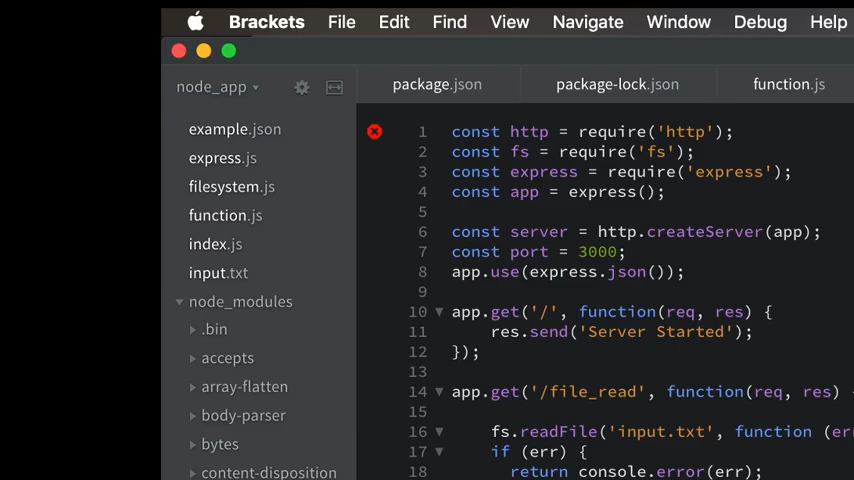 Brackets File Edit Find View Navigate Window Debug Help
node_app
package.json package-lock.json function.js
example.json
express.js
filesystem.js
function.js
index.js
input.txt
node_modules
.bin
accepts
array-flatten
body-parser
bytes
content-disposition
1 const http = require('http');
2 const fs = require('fs');
3 const express = require('express');
4 const app = express();
5
6 const server = http.createServer(app);
7 const port = 3000;
8 app.use(express.json());
9
10 app.get('/', function(req, res) {
11 res.send('Server Started');
12 });
13
14 app.get('/file_read', function(req, res) {
15
16 fs.readFile('input.txt', function (err
17 if (err) {
18 return console.error(err);